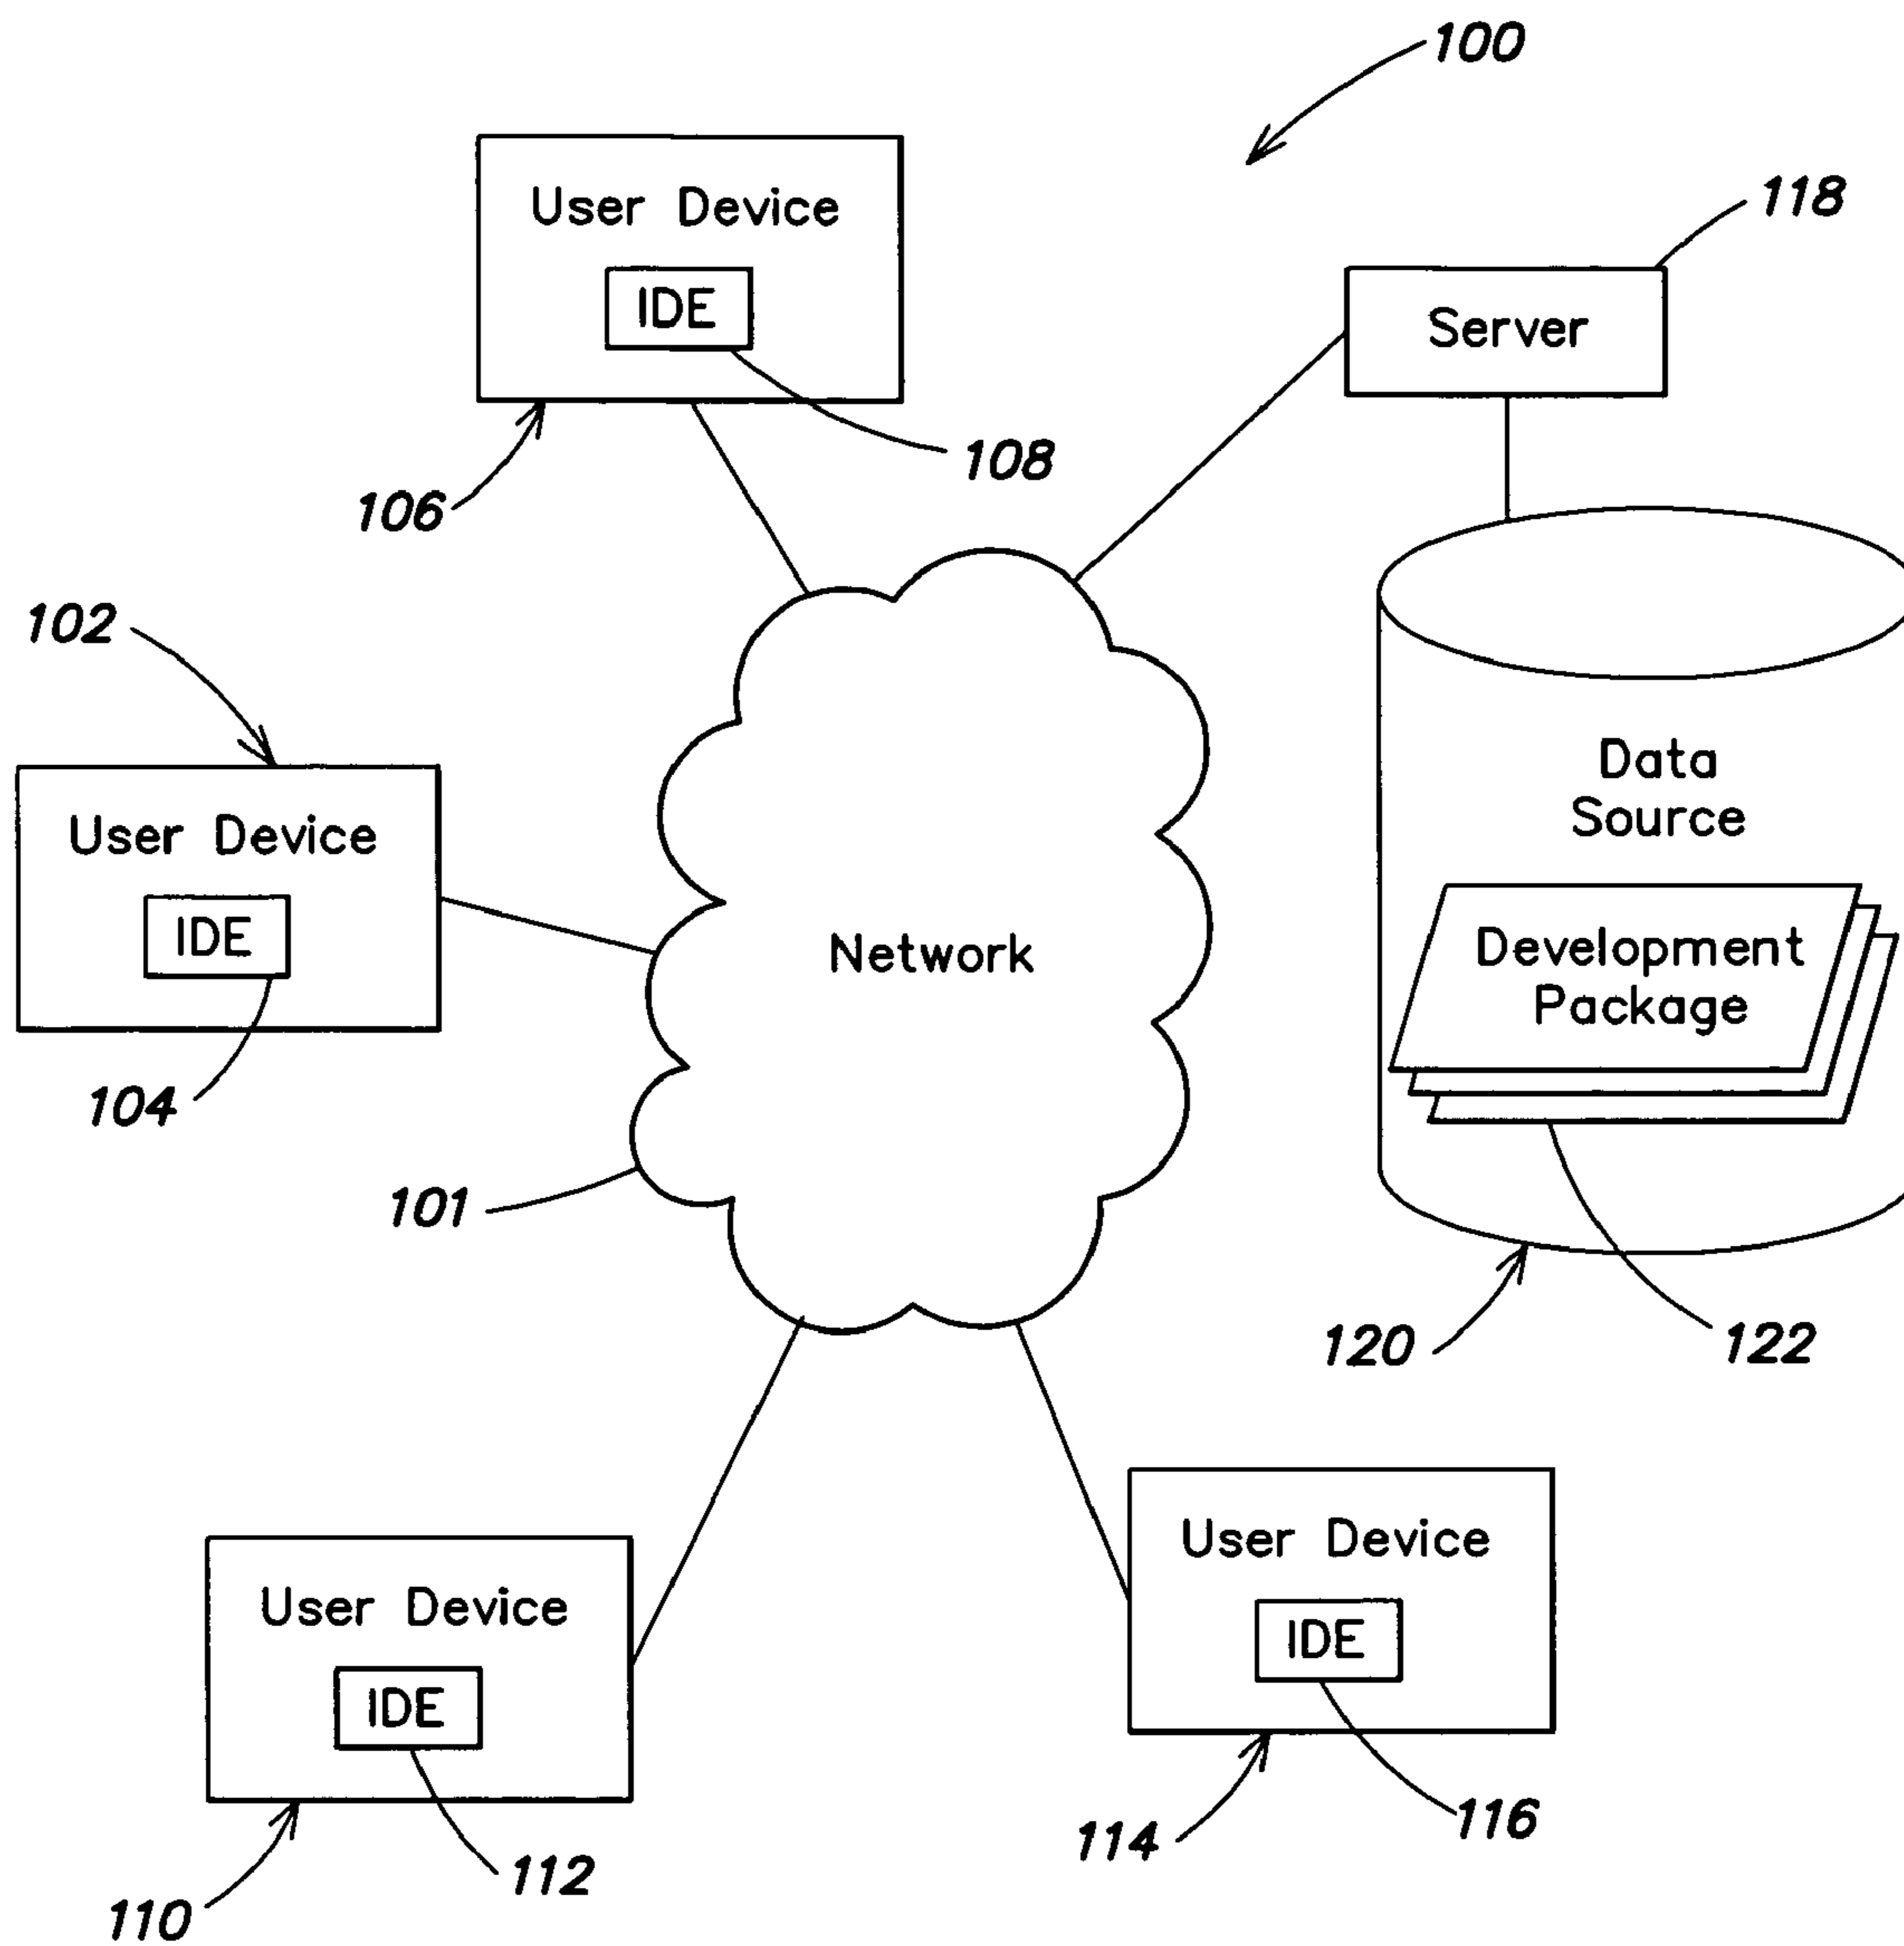 100
User Device
IDE
106
108
118
Server
102
User Device
IDE
104
Network
101
Data
Source
Development
Package
120
122
User Device
IDE
110
112
User Device
IDE
114
116